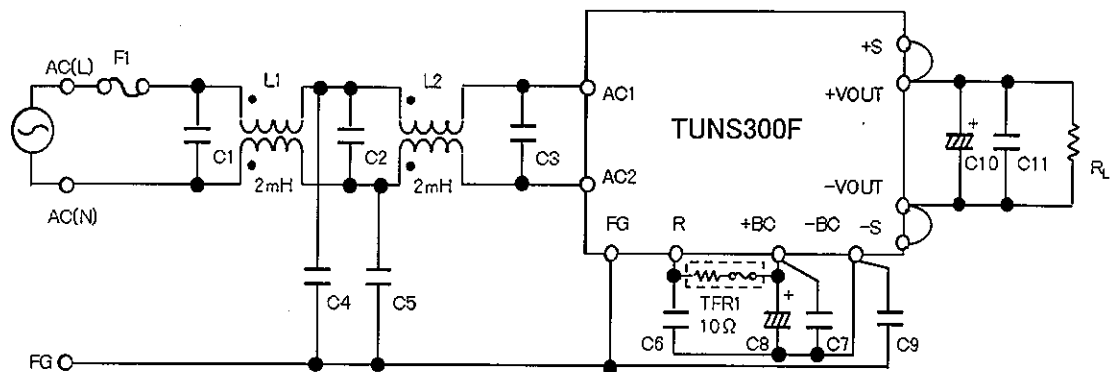 AC(L)
F1
L1
L2
C1
C2
C3
2mH
2mH
AC(N)
C4
C5
FG
AC1
AC2
TUNS300F
+S
+VOUT
-VOUT
-S
FG
R
+BC
-BC
TFR1
10Ω
C6
+
C8
C7
C9
+
C10
C11
RL